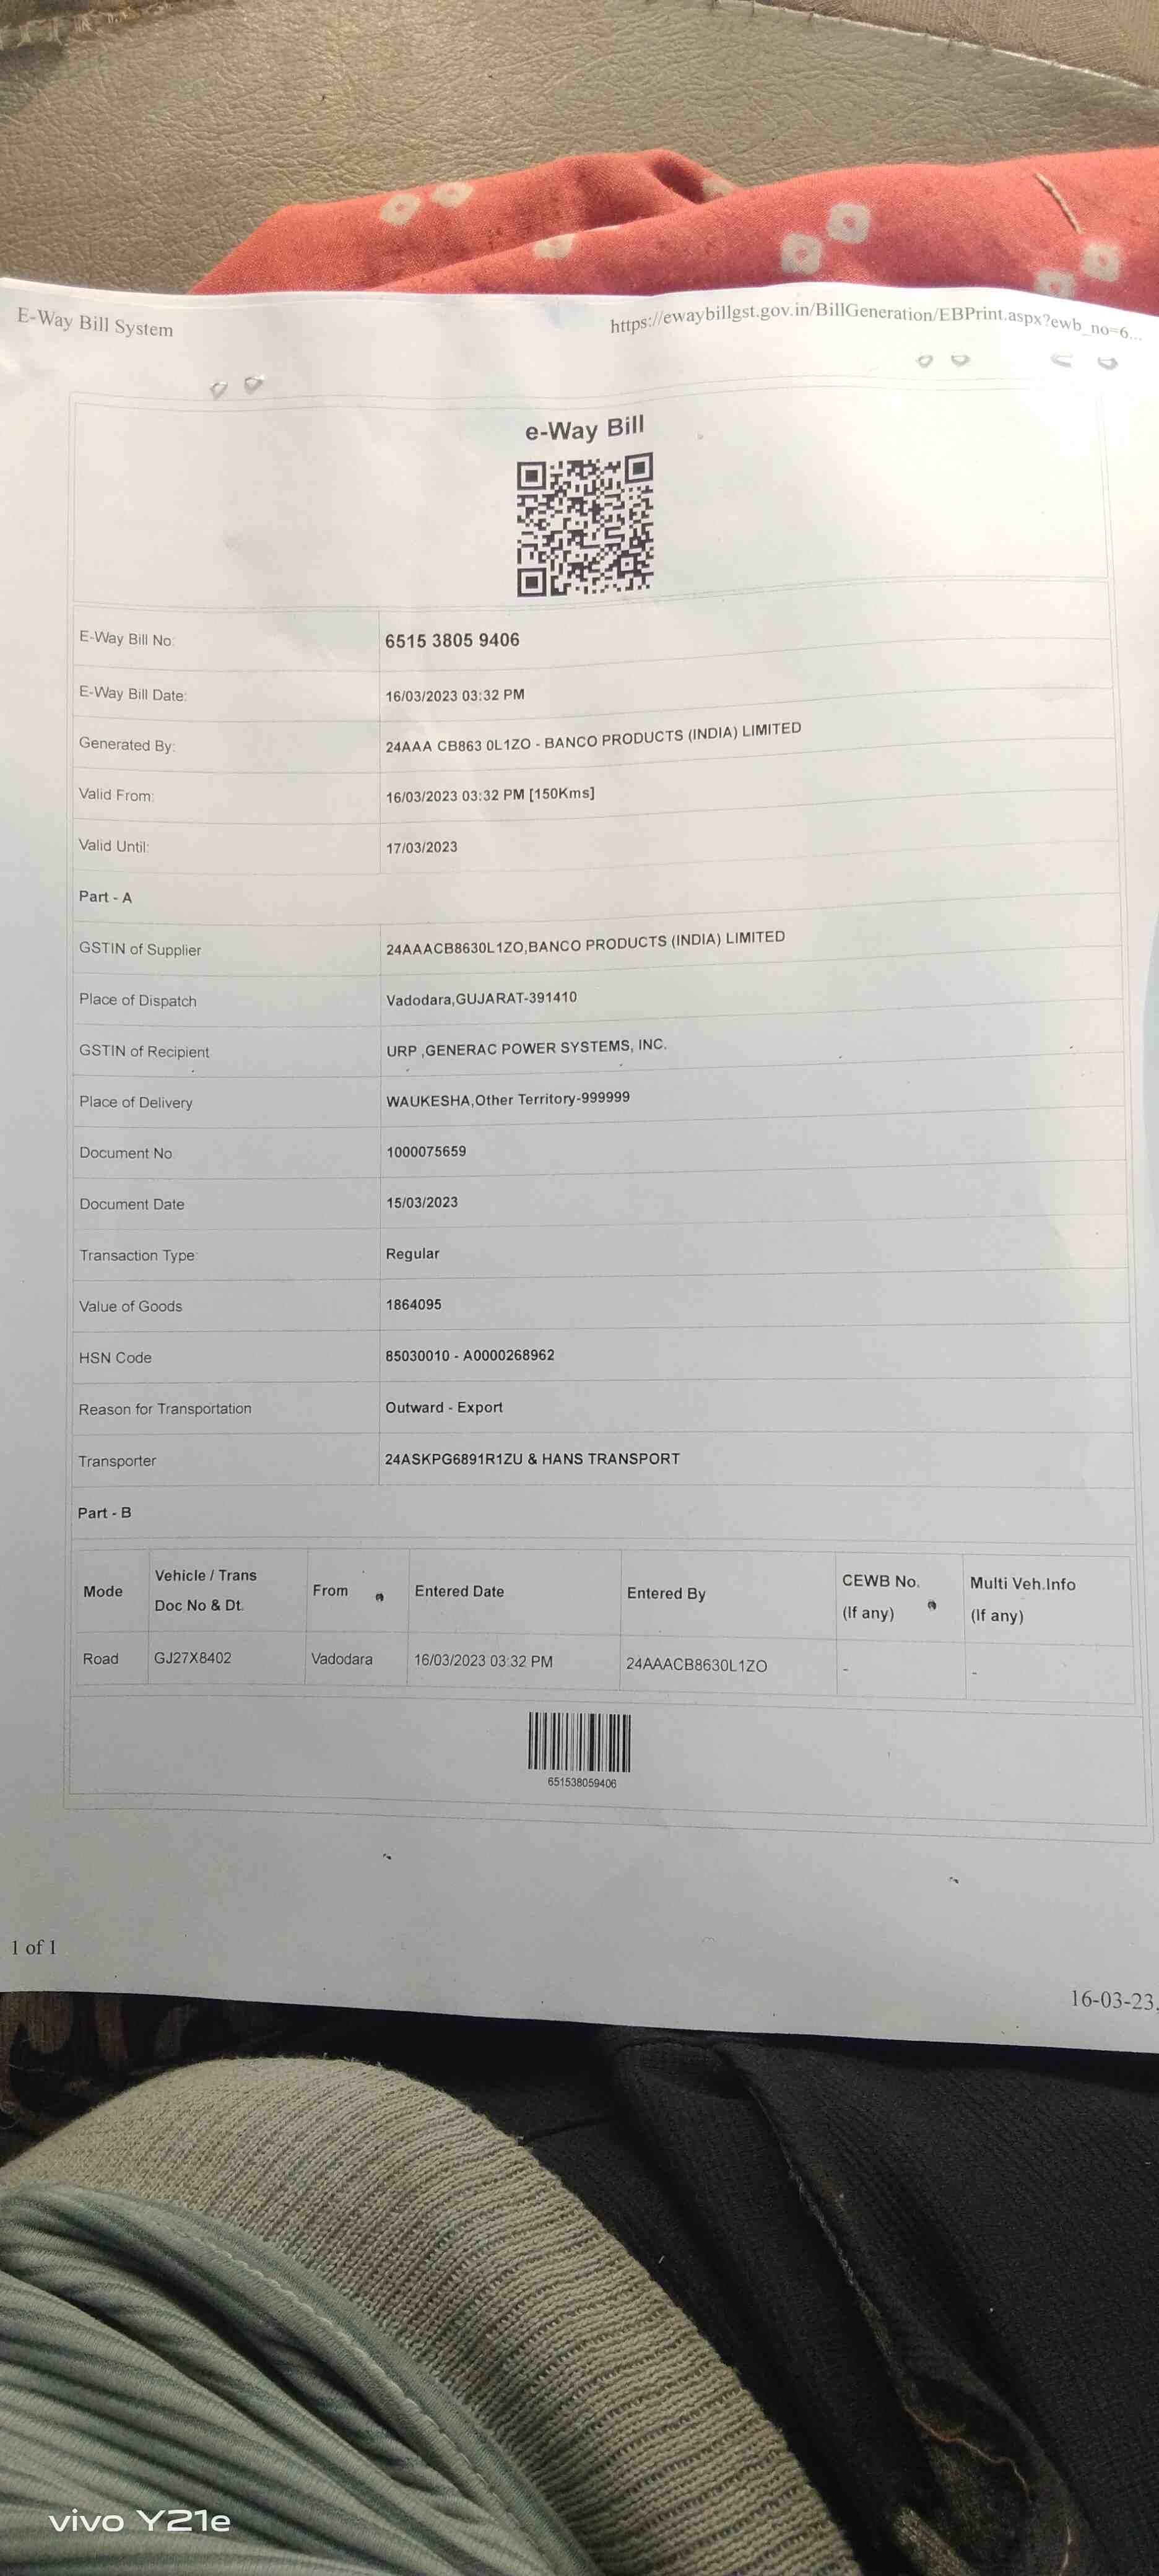 E-Way Bill System
https://ewaybillgst.gov.in/BillGeneration/EBPrint.aspx?ewb_no=6...
e-Way Bill
E-Way Bill No: 6515 3805 9406
E-Way Bill Date: 16/03/2023 03:32 PM
Generated By: 24AAA CB863 0L1ZO - BANCO PRODUCTS (INDIA) LIMITED
Valid From: 16/03/2023 03:32 PM [150Kms]
Valid Until: 17/03/2023
Part - A
GSTIN of Supplier 24AAACB8630L1ZO,BANCO PRODUCTS (INDIA) LIMITED
Place of Dispatch Vadodara,GUJARAT-391410
GSTIN of Recipient URP ,GENERAC POWER SYSTEMS, INC.
Place of Delivery WAUKESHA,Other Territory-999999
Document No 1000075659
Document Date 15/03/2023
Transaction Type: Regular
Value of Goods 1864095
HSN Code 85030010 - A0000268962
Reason for Transportation Outward - Export
Transporter 24ASKPG6891R1ZU & HANS TRANSPORT
Part - B
Mode Vehicle / Trans Doc No & Dt. From Entered Date Entered By CEWB No. (If any) Multi Veh.Info (If any)
Road GJ27X8402 Vadodara 16/03/2023 03:32 PM 24AAACB8630L1ZO - -
651538059406
1 of 1
16-03-23,
vivo Y21e